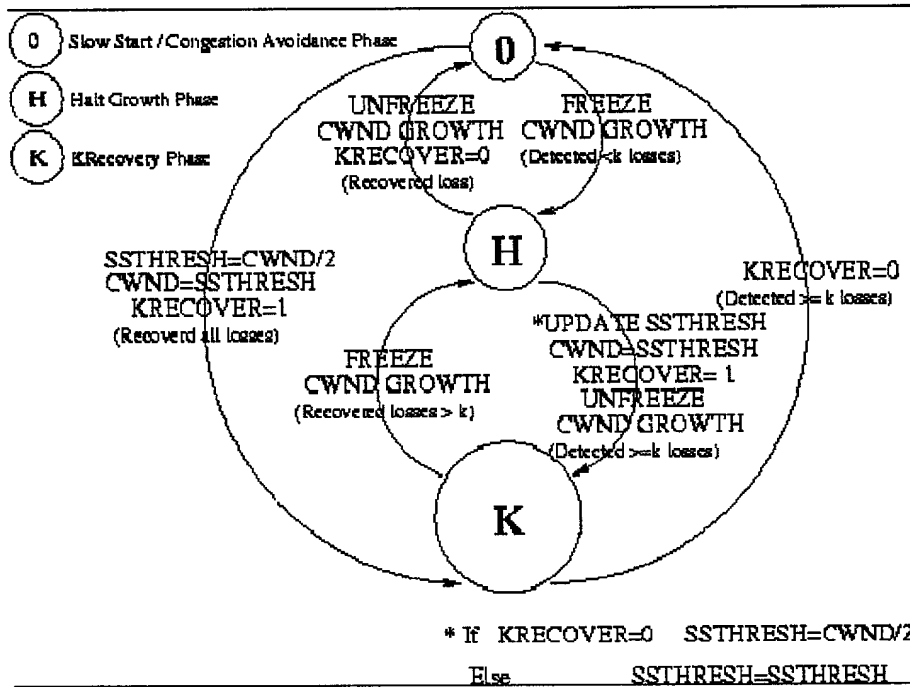 0 Slow Start / Congestion Avoidance Phase
H Halt Growth Phase
K KRecovery Phase
0
UNFREEZE
CWND GROWTH
KRECOVER=0
(Recovered loss)
FREEZE
CWND GROWTH
(Detected <k losses)
H
SSTHRESH=CWND/2
CWND=SSTHRESH
KRECOVER=1
(Recoverd all losses)
KRECOVER=0
(Detected >= k losses)
FREEZE
CWND GROWTH
(Recovered losses > k)
*UPDATE SSTHRESH
CWND=SSTHRESH
KRECOVER= 1
UNFREEZE
CWND GROWTH
(Detected >=k losses)
K
* If KRECOVER=0 SSTHRESH=CWND/2
Else SSTHRESH=SSTHRESH